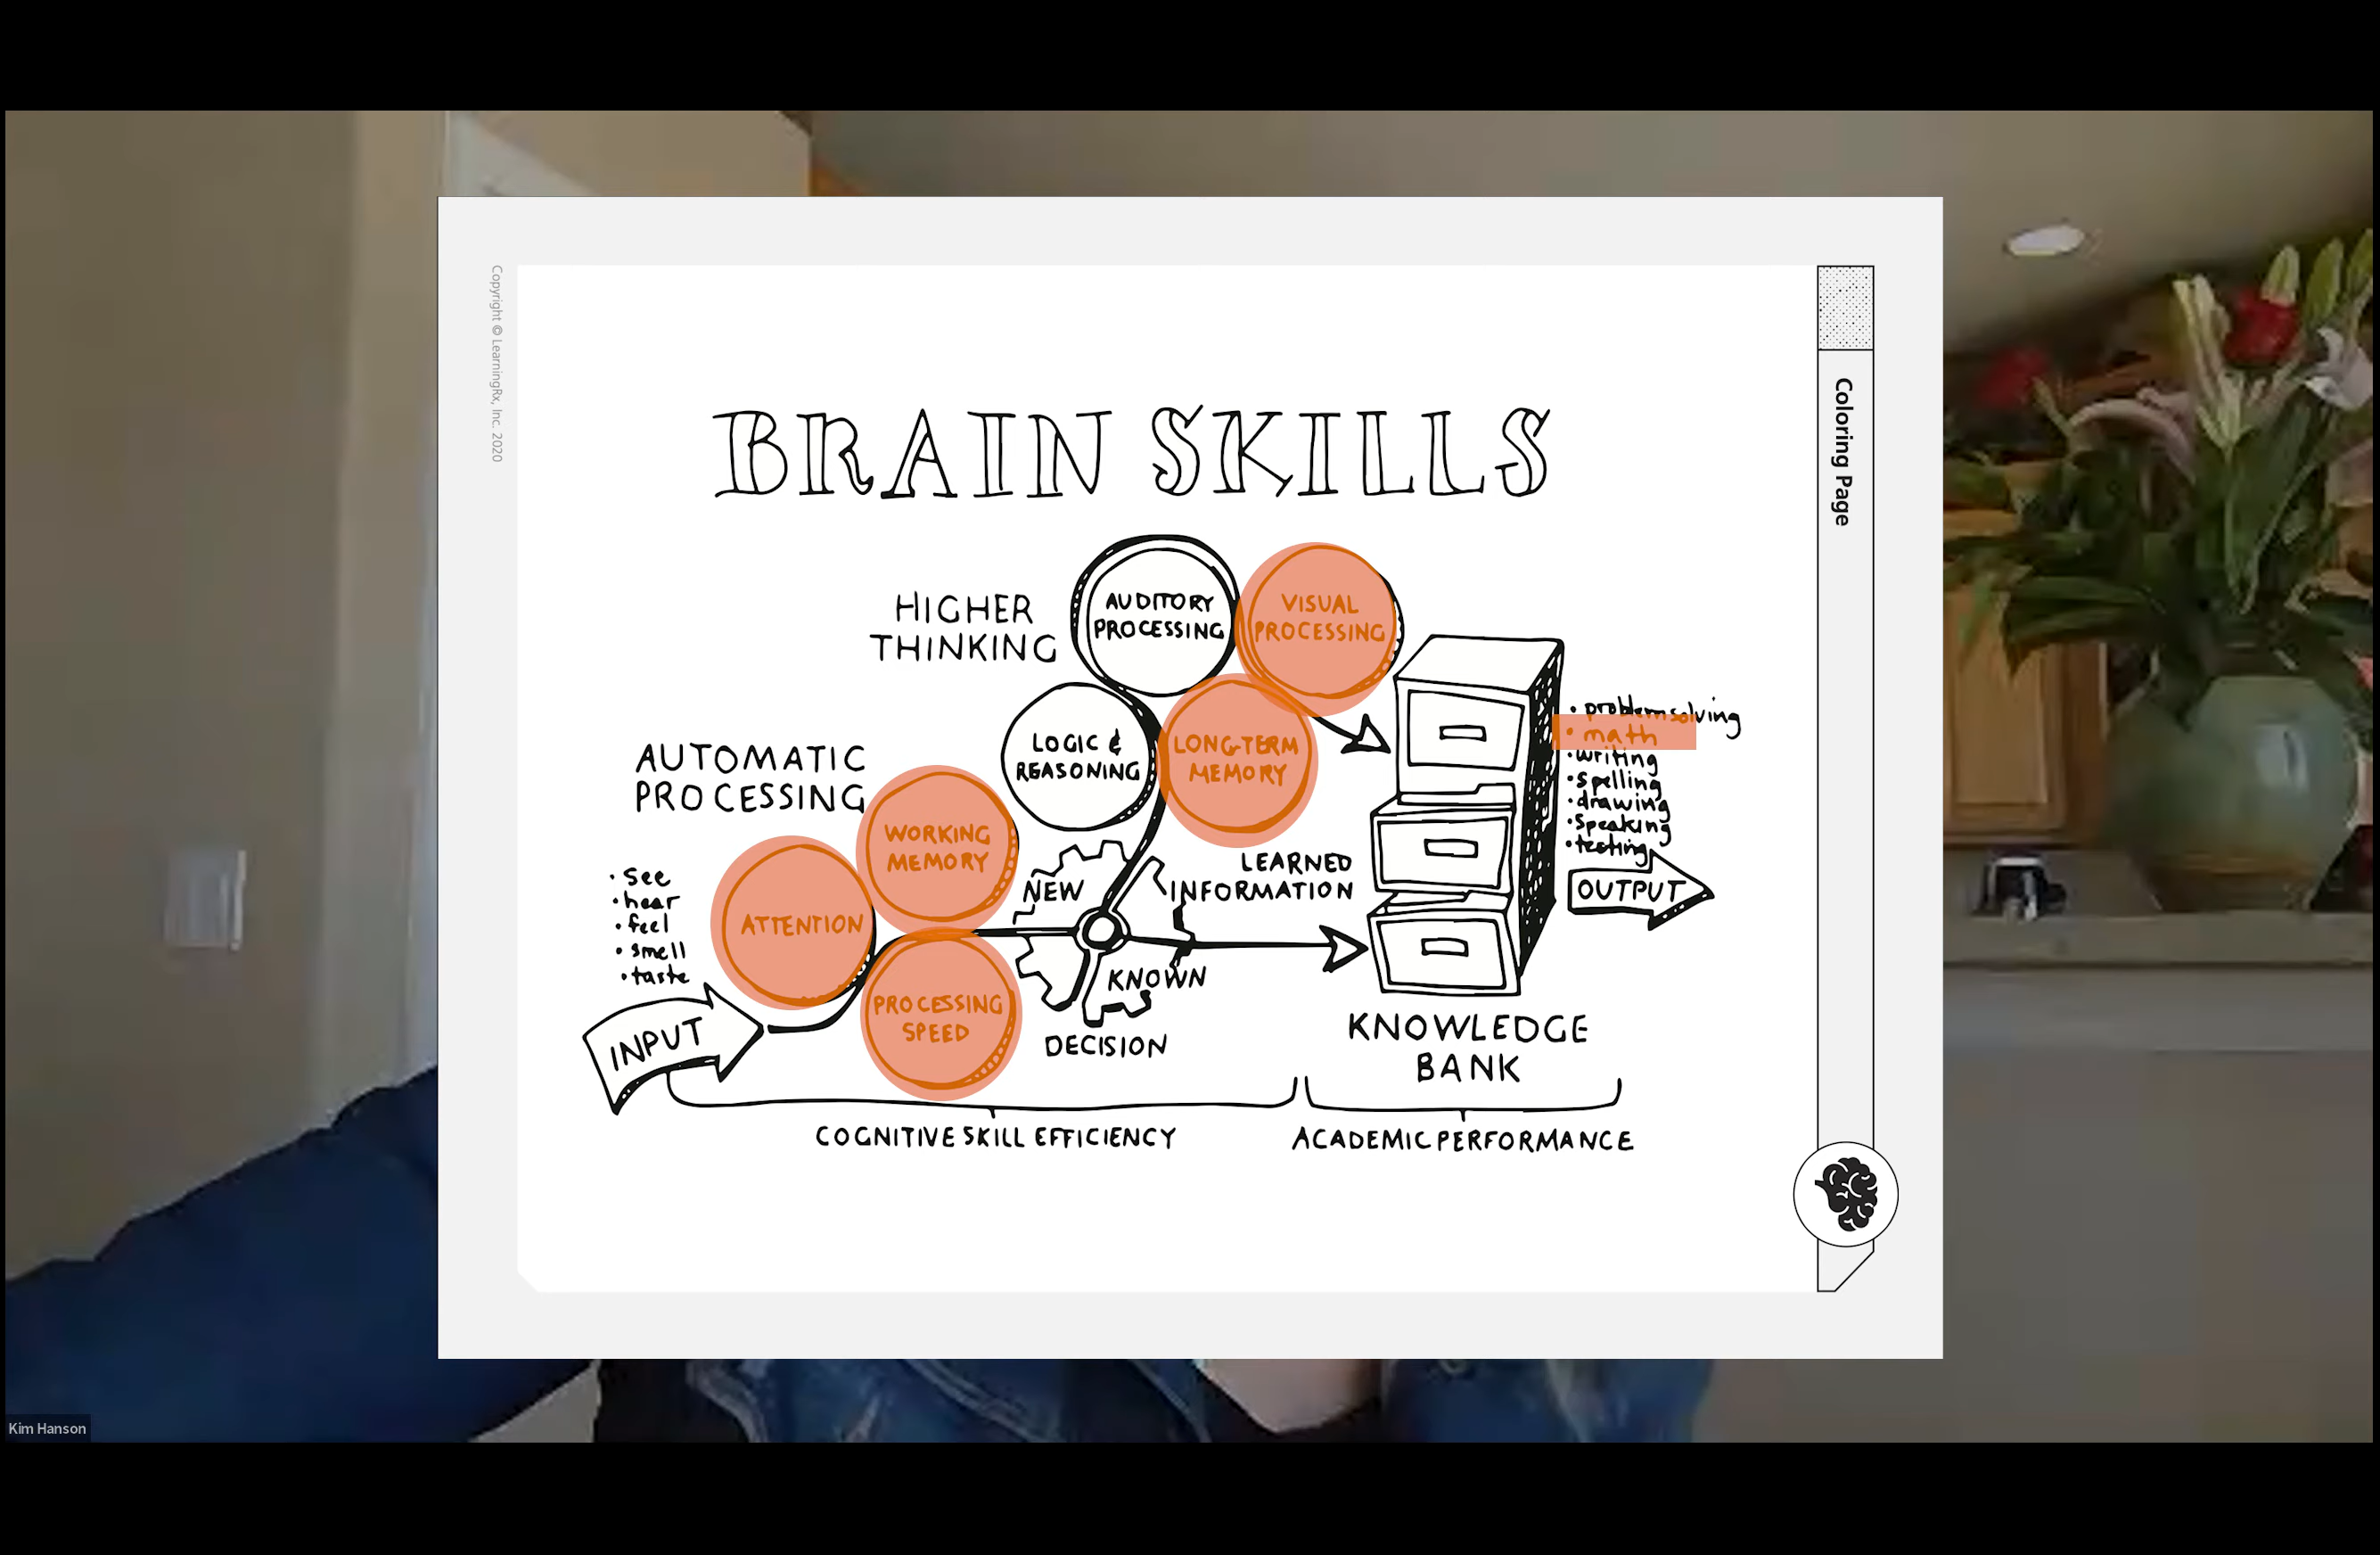 Copyright © LearningRx, Inc. 2020
Coloring Page
BRAIN SKILLS
HIGHER
THINKING
AUDITORY
PROCESSING
VISUAL
PROCESSING
LOGIC &
REASONING
LONG-TERM
MEMORY
AUTOMATIC
PROCESSING
WORKING
MEMORY
ATTENTION
PROCESSING
SPEED
• see
• hear
• feel
• smell
• taste
INPUT
NEW
LEARNED
INFORMATION
KNOWN
DECISION
• problem solving
• math
• writing
• spelling
• drawing
• speaking
• testing
OUTPUT
KNOWLEDGE
BANK
COGNITIVE SKILL EFFICIENCY
ACADEMIC PERFORMANCE
Kim Hanson